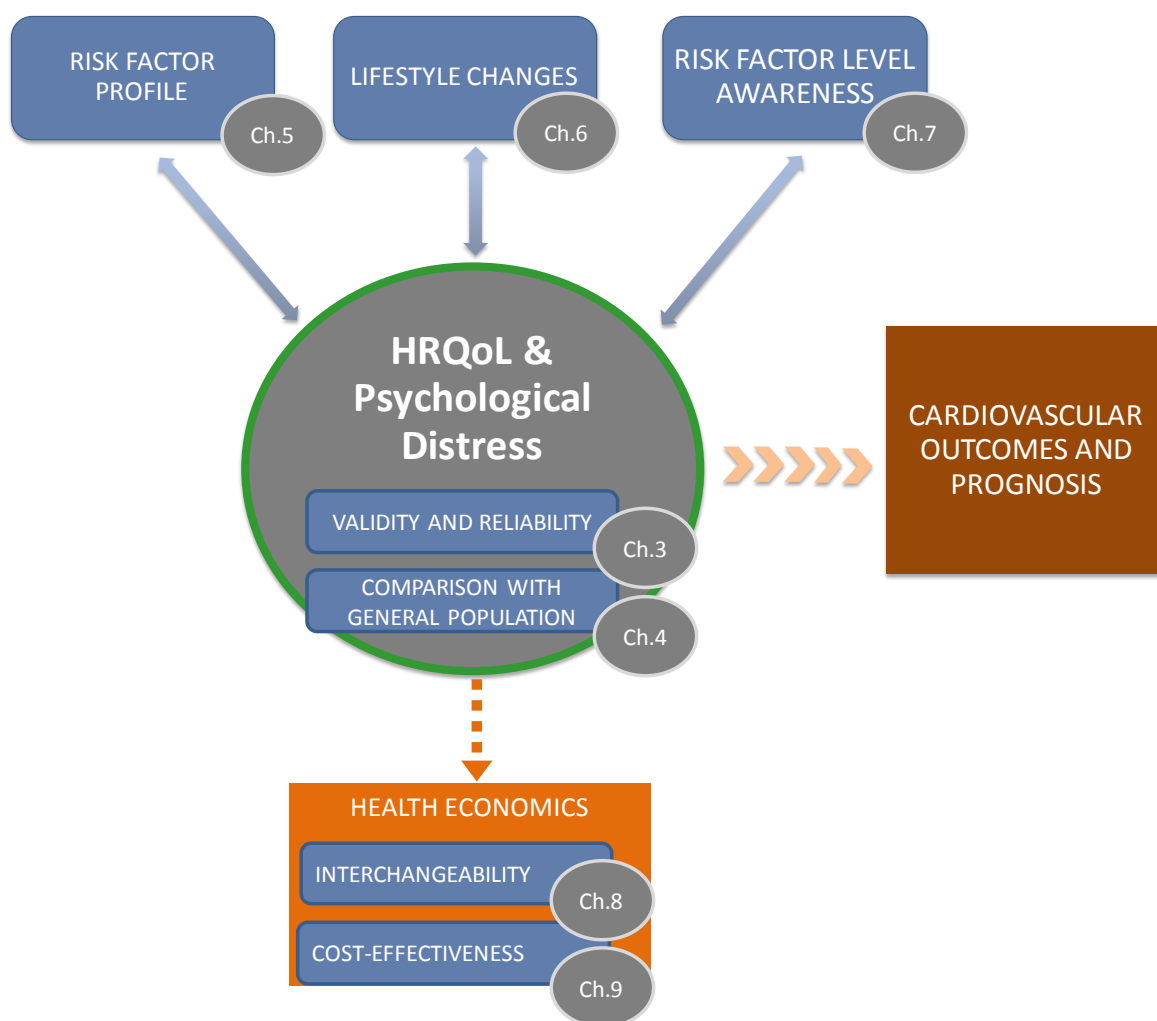 RISK FACTOR
PROFILE
Ch.5
LIFESTYLE CHANGES
Ch.6
RISK FACTOR LEVEL
AWARENESS
Ch.7
HRQoL &
Psychological
Distress
VALIDITY AND RELIABILITY
Ch.3
COMPARISON WITH
GENERAL POPULATION
Ch.4
CARDIOVASCULAR
OUTCOMES AND
PROGNOSIS
HEALTH ECONOMICS
INTERCHANGEABILITY
Ch.8
COST-EFFECTIVENESS
Ch.9